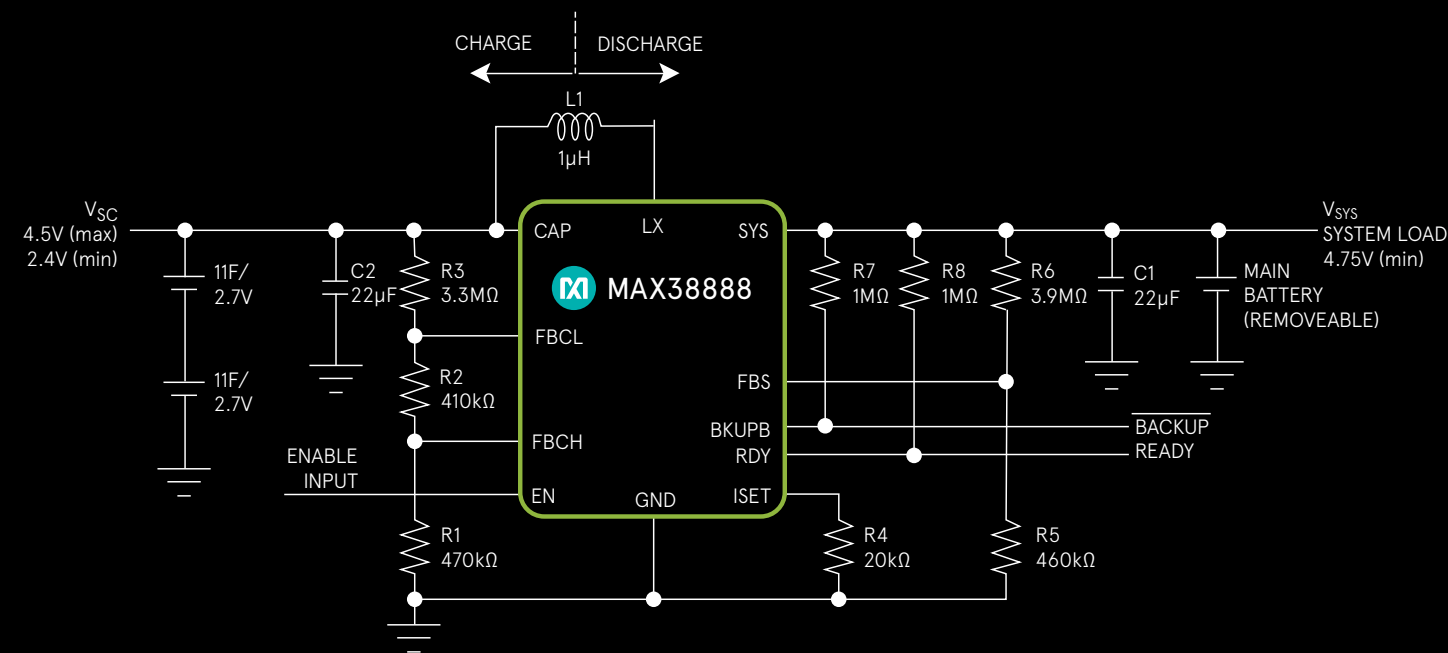 CHARGE
DISCHARGE
L1
1µH
V_SC
4.5V (max)
2.4V (min)
11F/
2.7V
11F/
2.7V
C2
22µF
R3
3.3MΩ
R2
410kΩ
ENABLE
INPUT
R1
470kΩ
CAP
LX
SYS
MAX38888
FBCL
FBS
FBCH
BKUPB
RDY
EN
GND
ISET
R7
1MΩ
R8
1MΩ
R6
3.9MΩ
C1
22µF
MAIN
BATTERY
(REMOVEABLE)
V_SYS
SYSTEM LOAD
4.75V (min)
BACKUP
READY
R4
20kΩ
R5
460kΩ